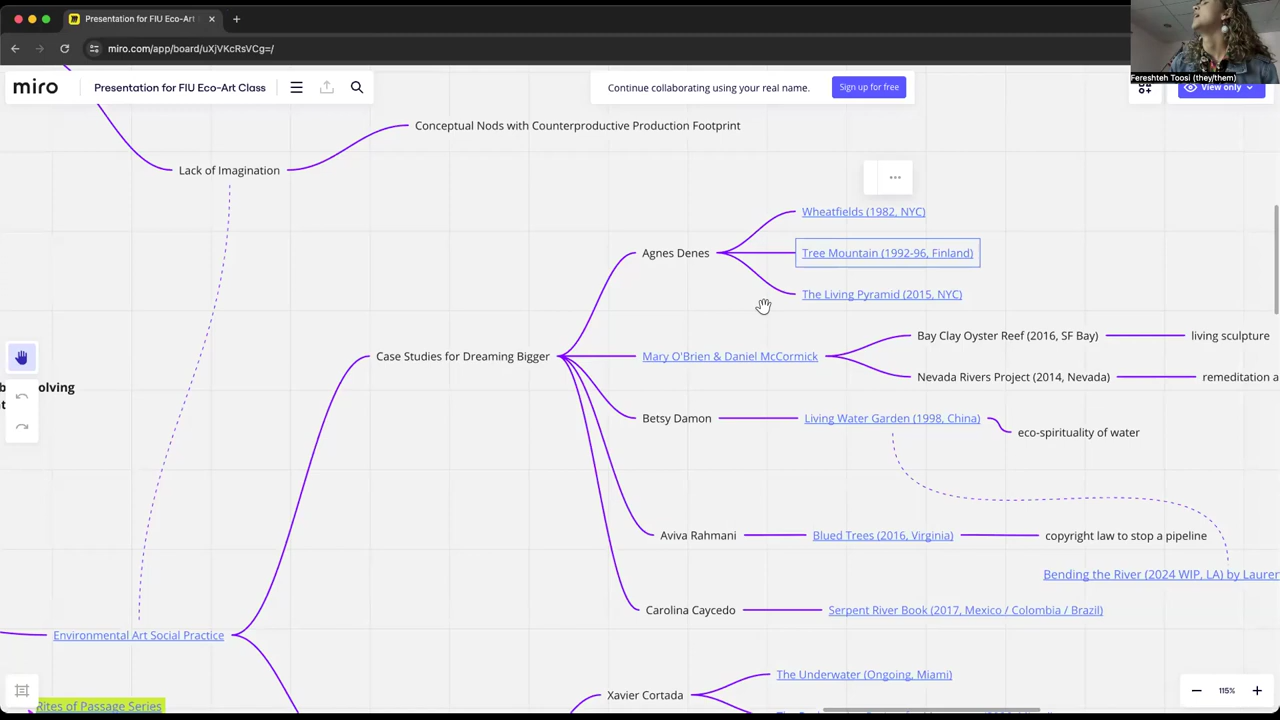 Presentation for FIU Eco-Art
miro.com/app/board/uXjVKcRsVCg=/
Fereshteh Toosi (they/them)
miro
Presentation for FIU Eco-Art Class
Continue collaborating using your real name.
Sign up for free
View only
Conceptual Nods with Counterproductive Production Footprint
Lack of Imagination
Wheatfields (1982, NYC)
Agnes Denes
Tree Mountain (1992-96, Finland)
The Living Pyramid (2015, NYC)
Case Studies for Dreaming Bigger
Mary O'Brien & Daniel McCormick
Bay Clay Oyster Reef (2016, SF Bay)
living sculpture
Nevada Rivers Project (2014, Nevada)
remeditation a
olving
Betsy Damon
Living Water Garden (1998, China)
eco-spirituality of water
Aviva Rahmani
Blued Trees (2016, Virginia)
copyright law to stop a pipeline
Bending the River (2024 WIP, LA) by Lauren
Carolina Caycedo
Serpent River Book (2017, Mexico / Colombia / Brazil)
Environmental Art Social Practice
The Underwater (Ongoing, Miami)
Xavier Cortada
Rites of Passage Series
115%